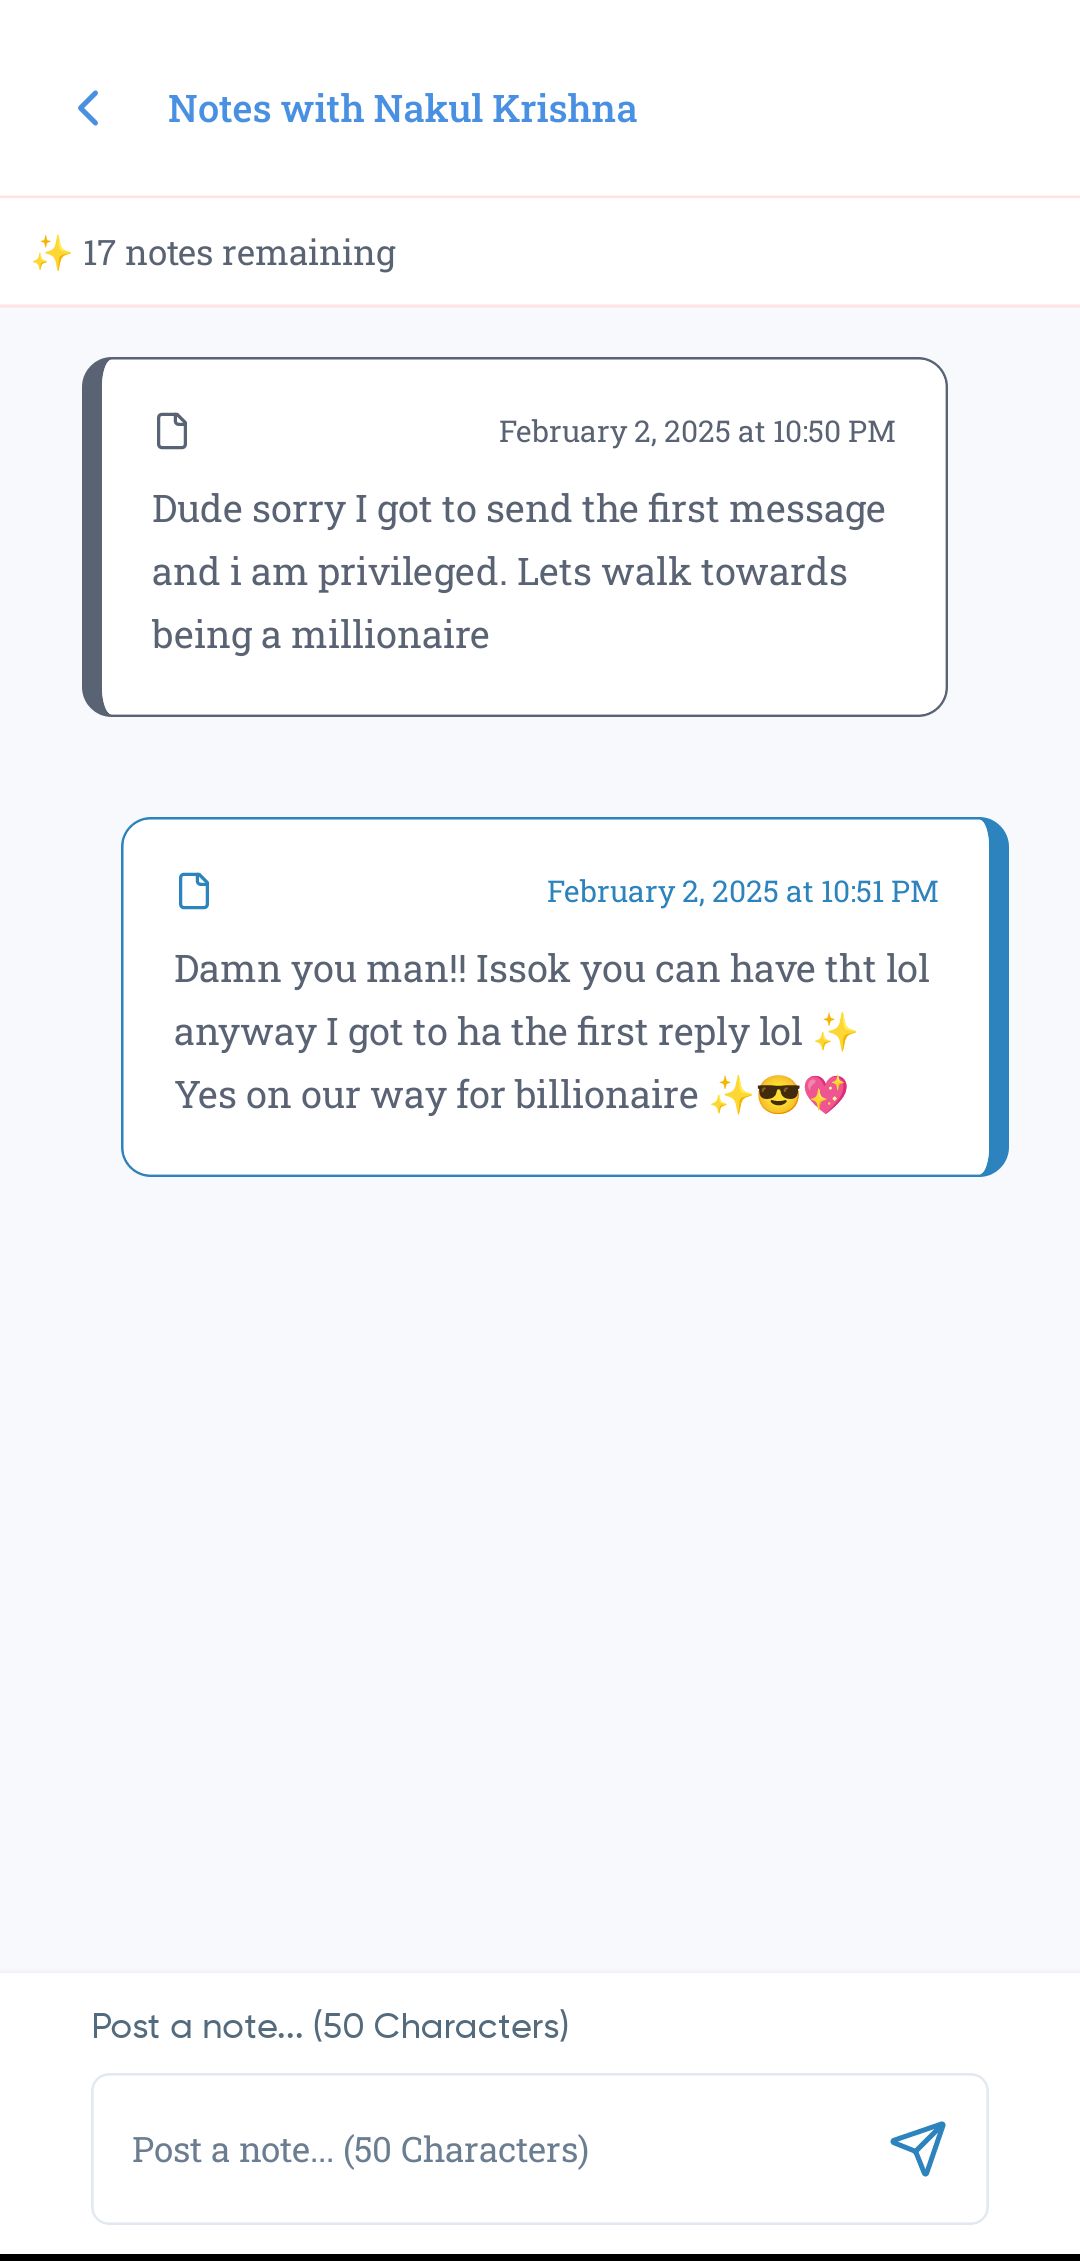 Notes with Nakul Krishna
✨ 17 notes remaining
February 2, 2025 at 10:50 PM
Dude sorry I got to send the first message
and i am privileged. Lets walk towards
being a millionaire
February 2, 2025 at 10:51 PM
Damn you man!! Issok you can have tht lol
anyway I got to ha the first reply lol ✨
Yes on our way for billionaire ✨😎💖
Post a note... (50 Characters)
Post a note... (50 Characters)